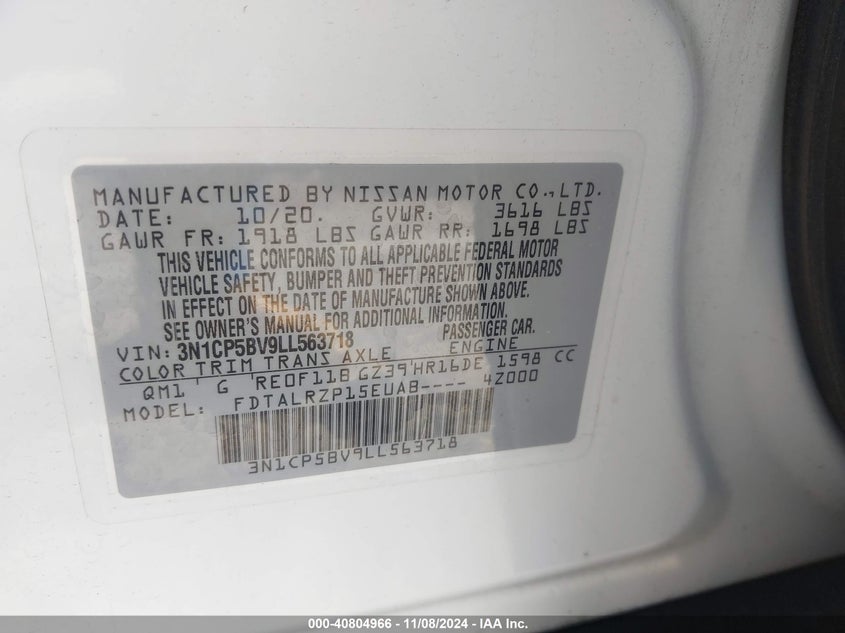 MANUFACTURED BY NISSAN MOTOR CO., LTD.
DATE: 10/20. GVWR: 3616 LBS
GAWR FR: 1918 LBS GAWR RR: 1698 LBS
THIS VEHICLE CONFORMS TO ALL APPLICABLE FEDERAL MOTOR
VEHICLE SAFETY, BUMPER AND THEFT PREVENTION STANDARDS
IN EFFECT ON THE DATE OF MANUFACTURE SHOWN ABOVE.
SEE OWNER'S MANUAL FOR ADDITIONAL INFORMATION.
VIN: 3N1CP5BV9LL563718 PASSENGER CAR.
COLOR TRIM TRANS AXLE ENGINE
QM1 ' G 'RE0F11B GZ39'HR16DE 1598 CC
MODEL: FDTALRZP15EUAB---- 4Z000
3N1CP5BV9LL563718
000-40804966 - 11/08/2024 - IAAI.com